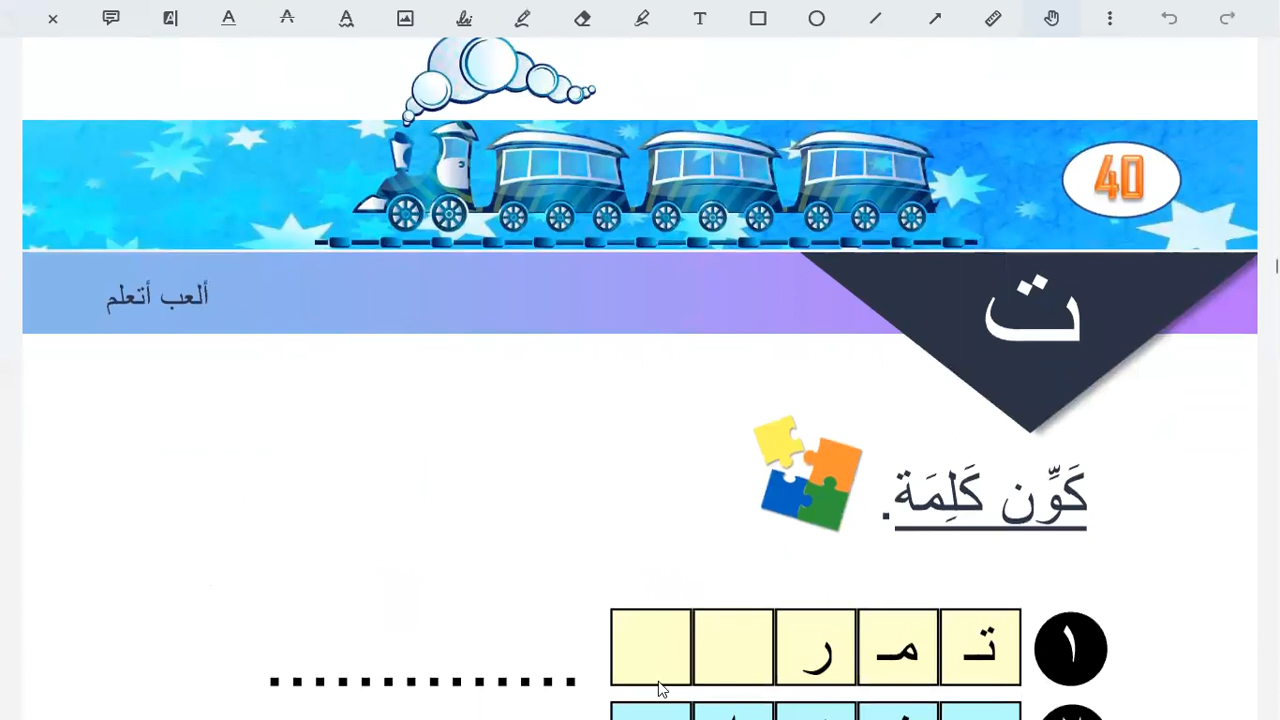 40
ألعب أتعلم
ت
كَوِّن كَلِمَة.
١ تـ مـ ر ..............